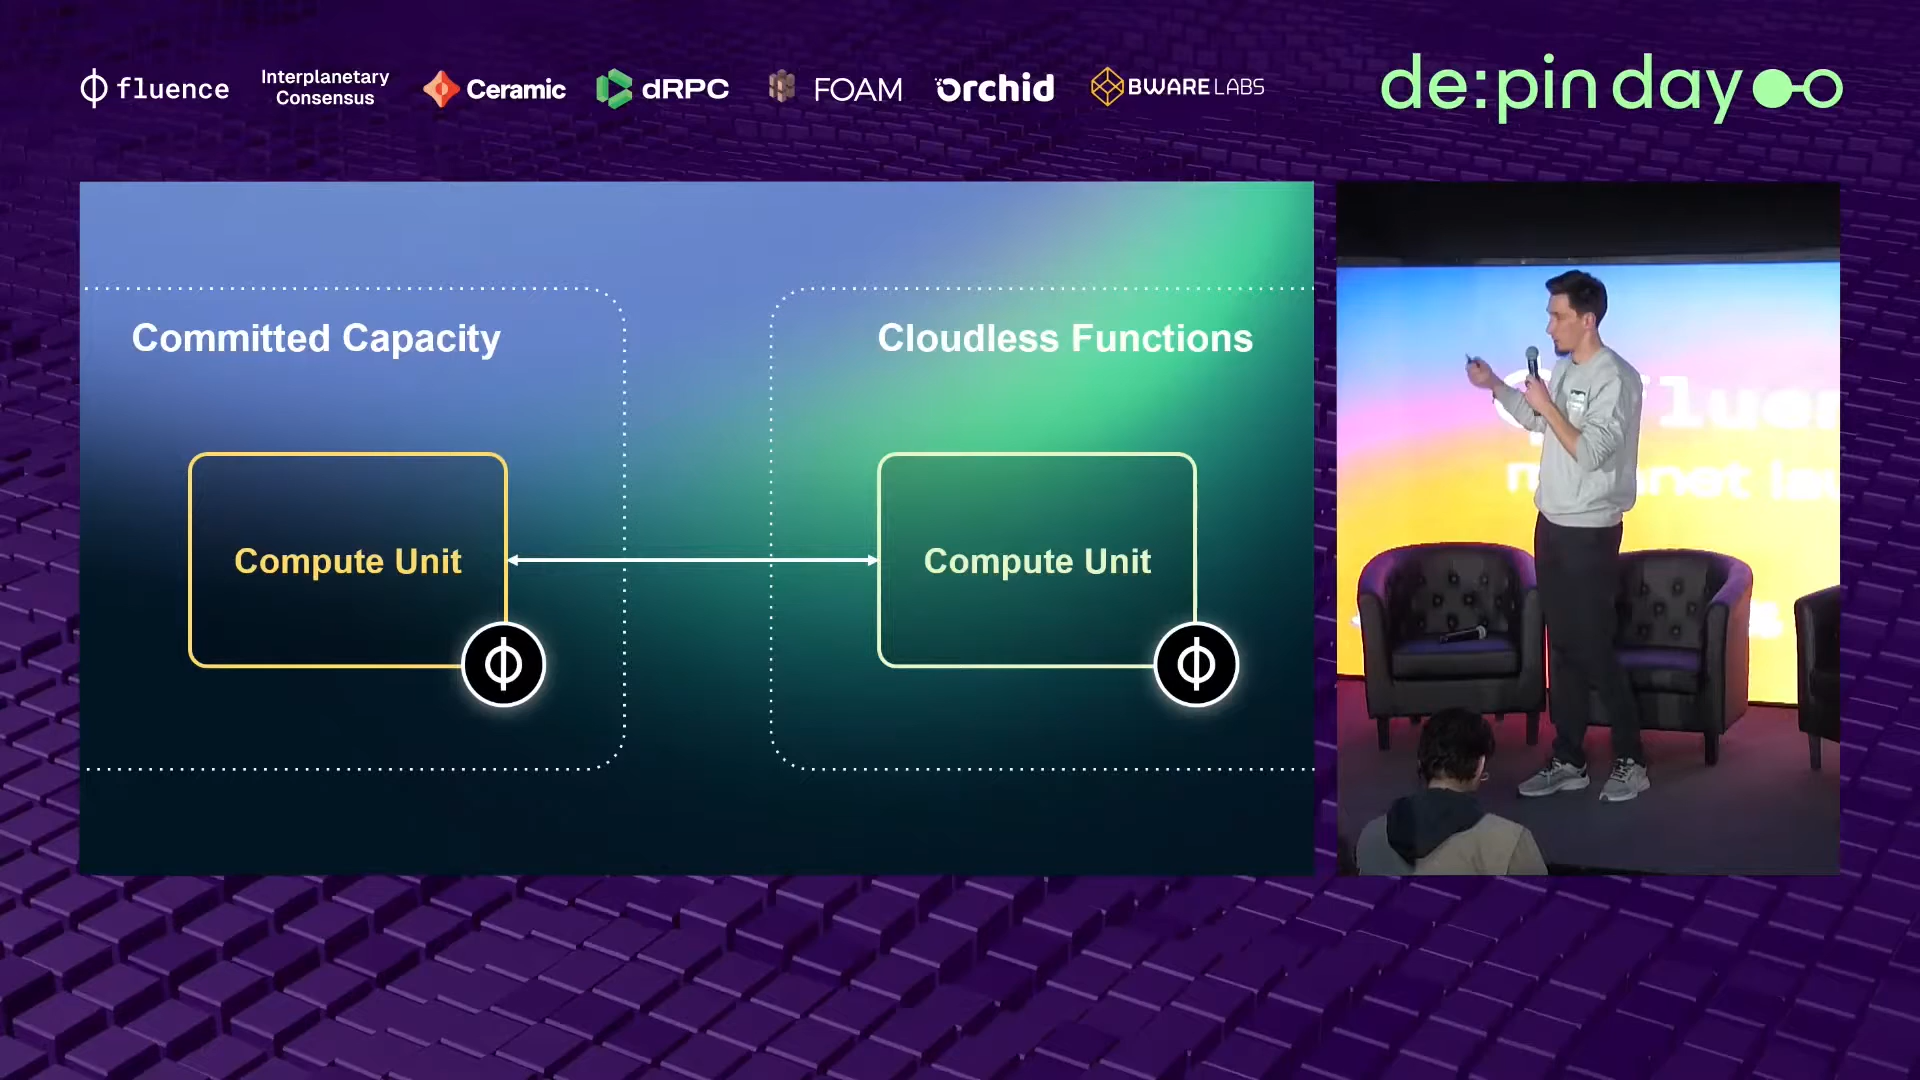 fluence
Interplanetary
Consensus
Ceramic
dRPC
FOAM
orchid
BWARE LABS
de:pin day
Committed Capacity
Cloudless Functions
Compute Unit
Compute Unit